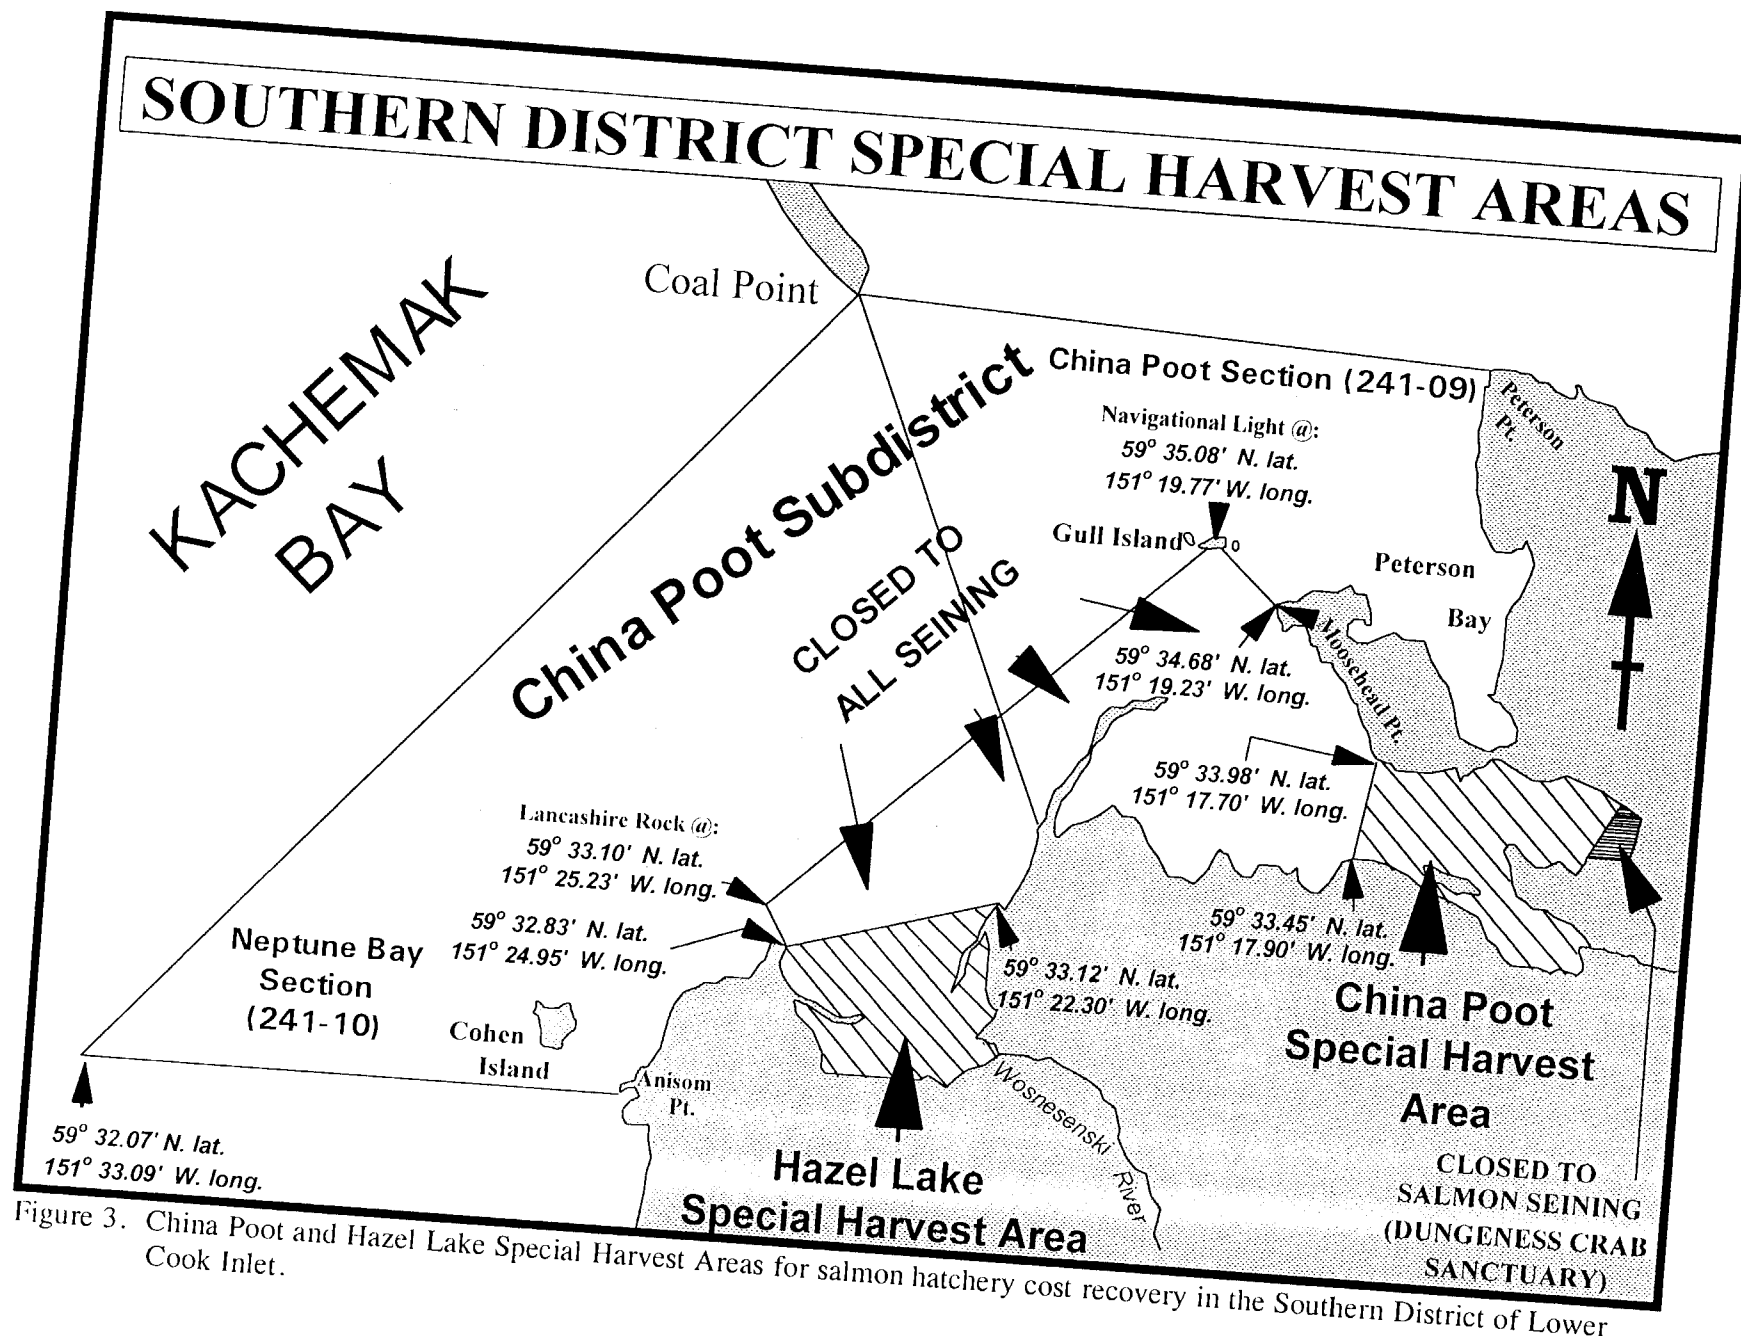 SOUTHERN DISTRICT SPECIAL HARVEST AREAS
Coal Point
KACHEMAK
BAY
China Poot Subdistrict
China Poot Section (241-09)
Peterson
Pt.
Navigational Light @:
59° 35.08' N. lat.
151° 19.77' W. long.
N
CLOSED TO
ALL SEINING
Gull Island
Peterson
Bay
59° 34.68' N. lat.
151° 19.23' W. long.
Moosehead Pt.
59° 33.98' N. lat.
151° 17.70' W. long.
Lancashire Rock @:
59° 33.10' N. lat.
151° 25.23' W. long.
59° 32.83' N. lat.
151° 24.95' W. long.
59° 33.45' N. lat.
151° 17.90' W. long.
Neptune Bay
Section
(241-10)
Cohen
Island
59° 33.12' N. lat.
151° 22.30' W. long.
China Poot
Special Harvest
Area
Anisom
Pt.
Wosnesenski
River
59° 32.07' N. lat.
151° 33.09' W. long.
Hazel Lake
Special Harvest Area
CLOSED TO
SALMON SEINING
(DUNGENESS CRAB
SANCTUARY)
Figure 3. China Poot and Hazel Lake Special Harvest Areas for salmon hatchery cost recovery in the Southern District of Lower
Cook Inlet.